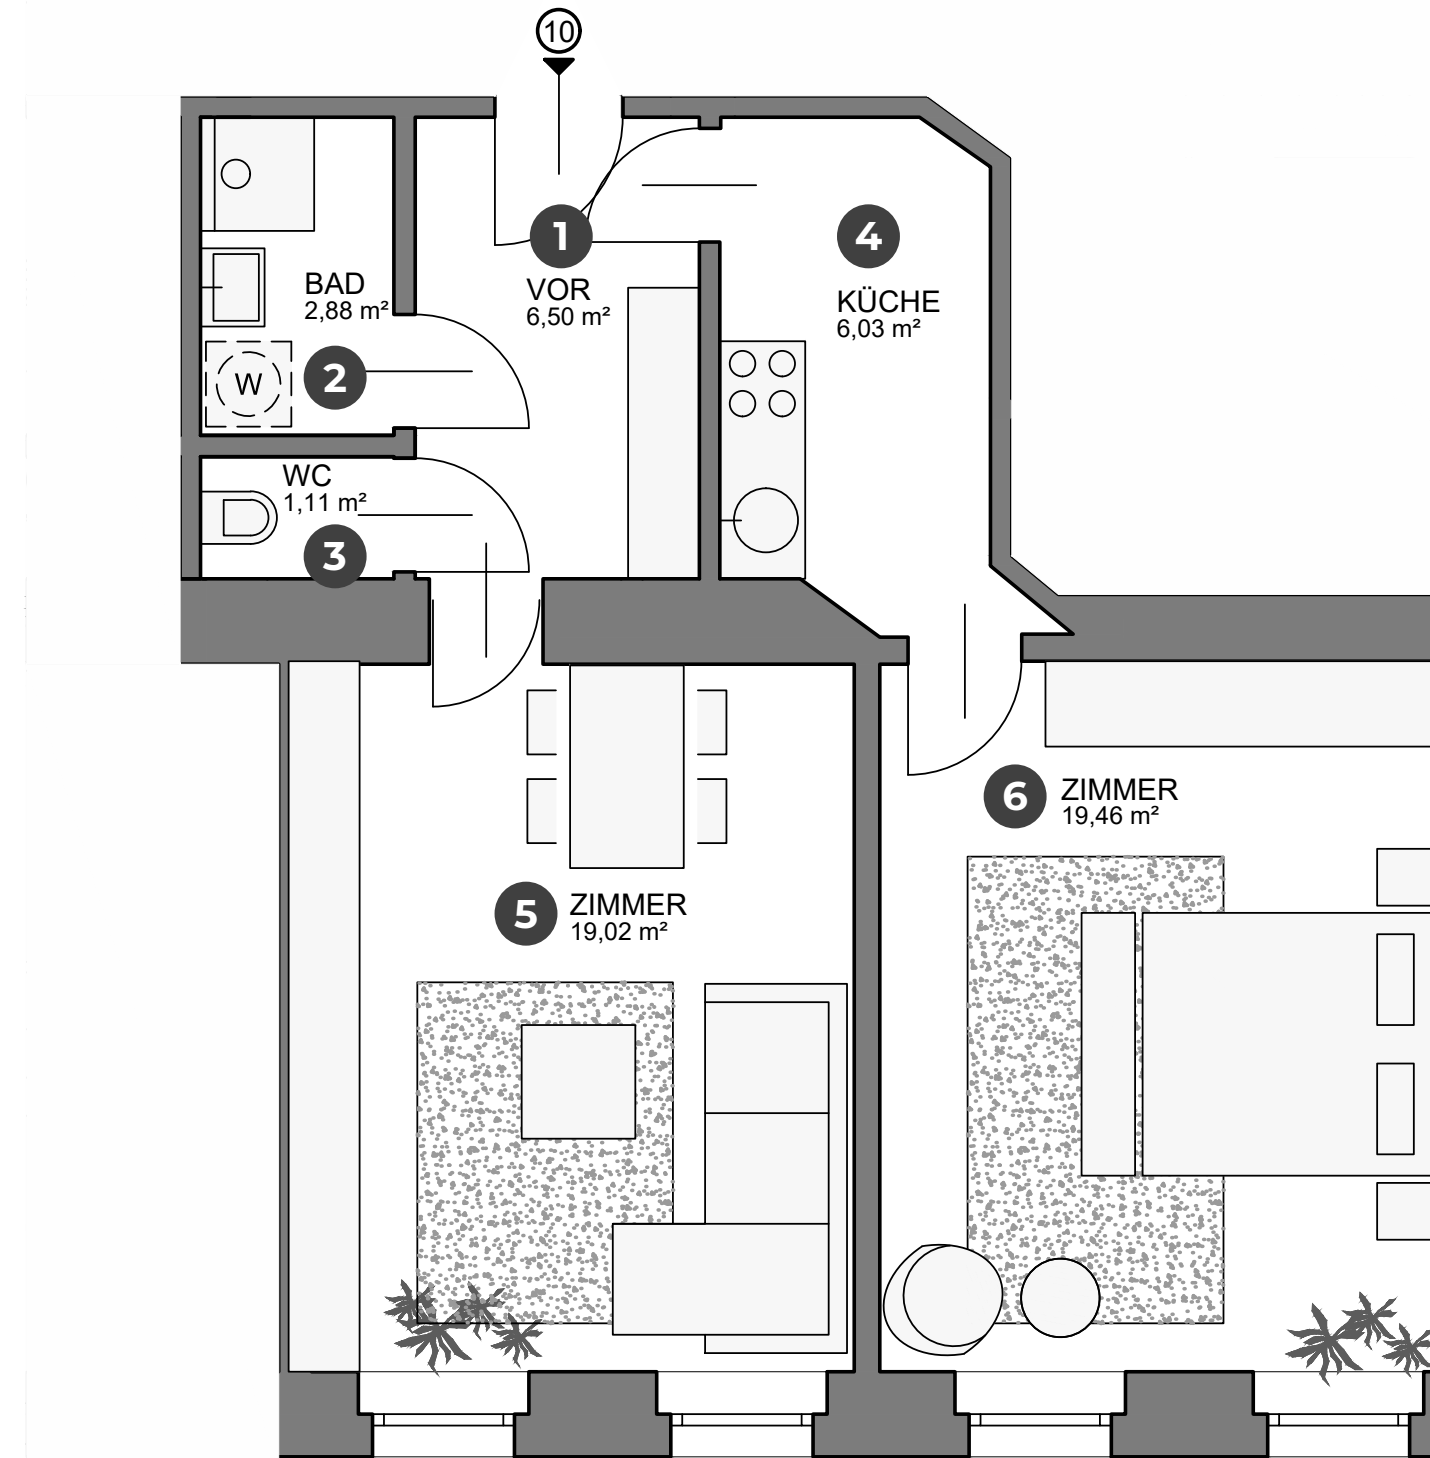 10
1
VOR
6,50 m²
4
KÜCHE
6,03 m²
BAD
2,88 m²
2
W
WC
1,11 m²
3
6
ZIMMER
19,46 m²
5
ZIMMER
19,02 m²